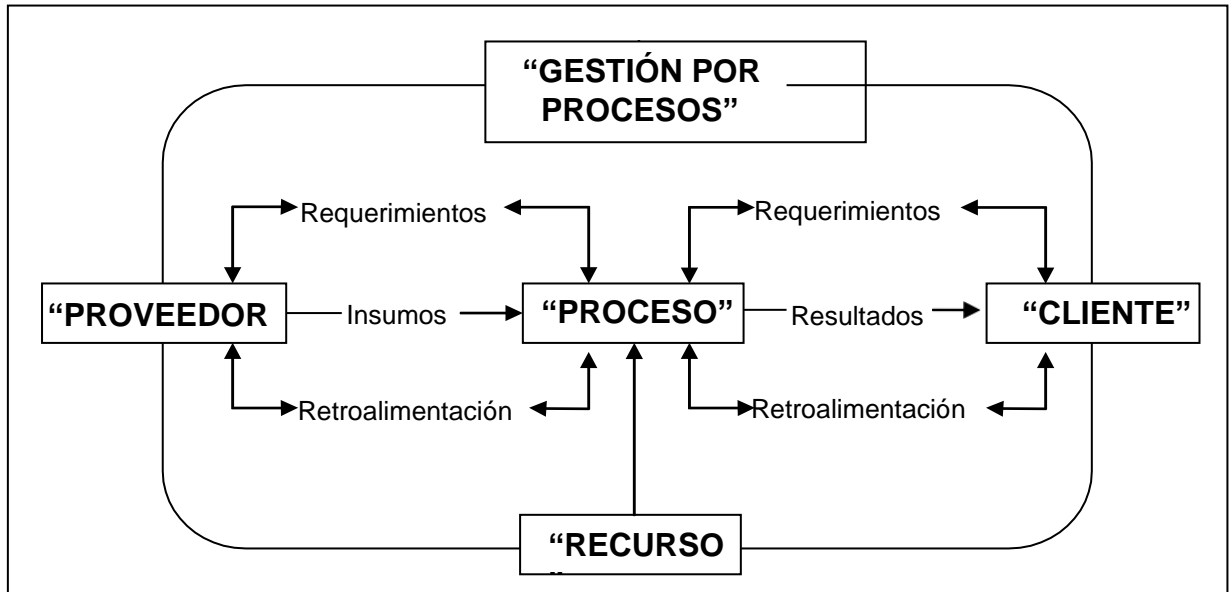 “GESTIÓN POR
PROCESOS”
Requerimientos
Requerimientos
“PROVEEDOR
Insumos
“PROCESO”
Resultados
“CLIENTE”
Retroalimentación
Retroalimentación
“RECURSO
”